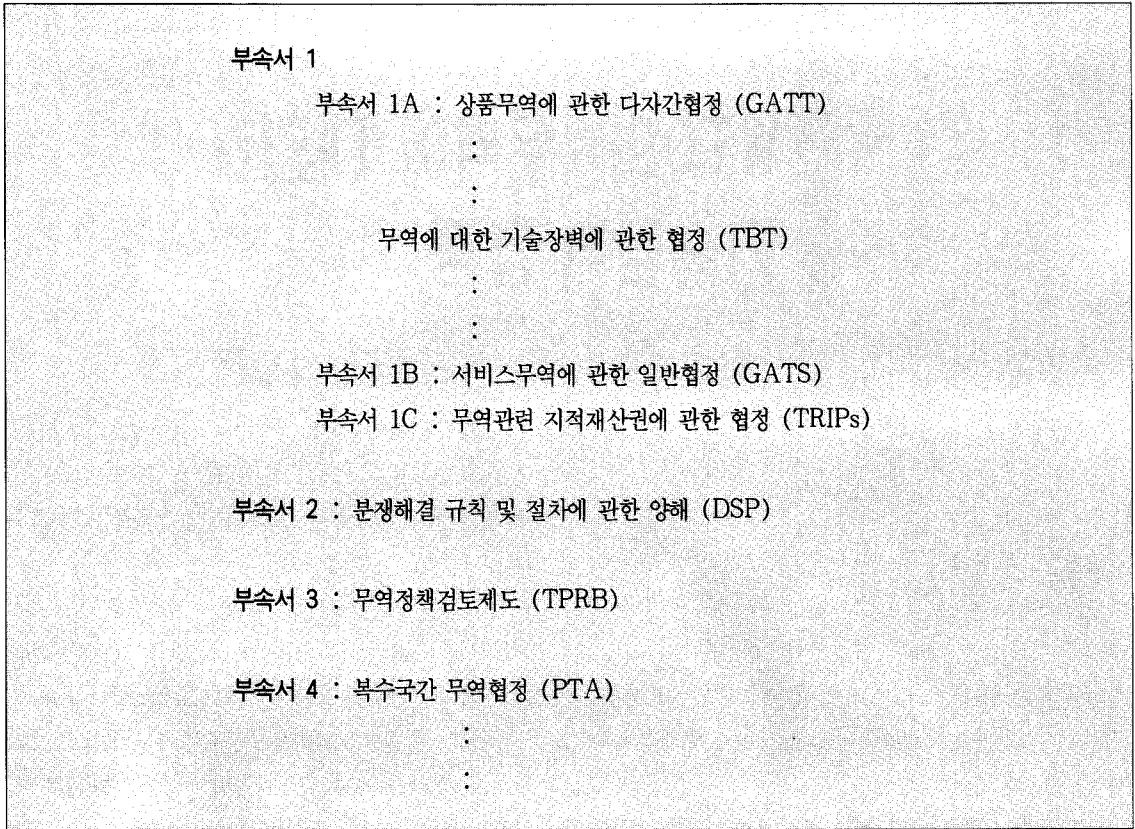 부속서 1
부속서 1A : 상품무역에 관한 다자간협정 (GATT)
:
:
무역에 대한 기술장벽에 관한 협정 (TBT)
:
:
부속서 1B : 서비스무역에 관한 일반협정 (GATS)
부속서 1C : 무역관련 지적재산권에 관한 협정 (TRIPs)
부속서 2 : 분쟁해결 규칙 및 절차에 관한 양해 (DSP)
부속서 3 : 무역정책검토제도 (TPRB)
부속서 4 : 복수국간 무역협정 (PTA)
:
: